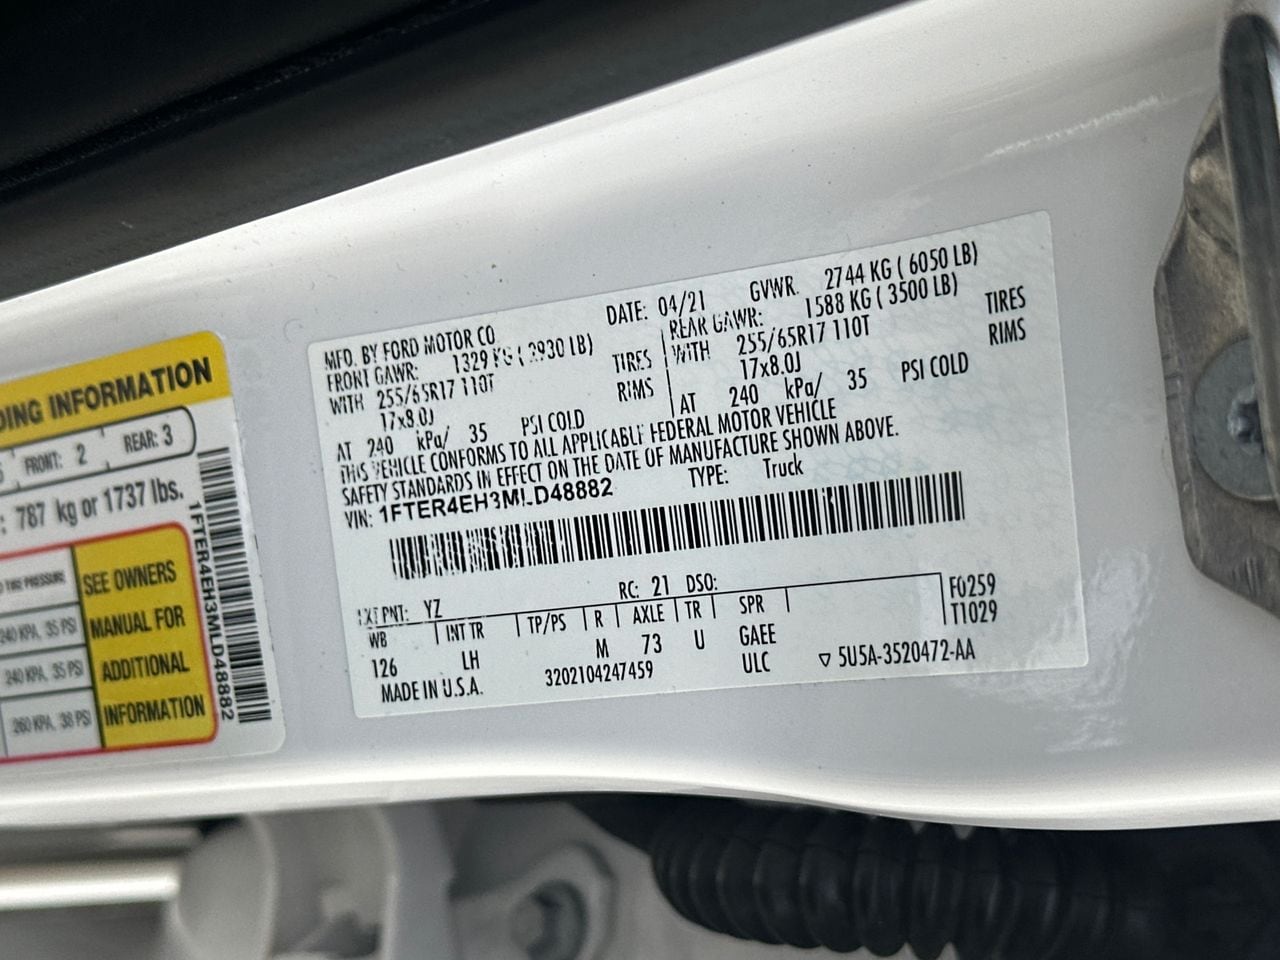 DING INFORMATION
FRONT: 2 REAR: 3
: 787 kg or 1737 lbs.
TIRE PRESSURE
240 KPA, 35 PSI
240 KPA, 35 PSI
260 KPA, 38 PSI
SEE OWNERS
MANUAL FOR
ADDITIONAL
INFORMATION
1FTER4EH3MLD48882
MFD. BY FORD MOTOR CO
DATE: 04/21 GVWR. 2744 KG ( 6050 LB)
FRONT GAWR: 1329 KG ( 2930 LB) REAR GAWR: 1588 KG ( 3500 LB)
WITH 255/65R17 110T TIRES WITH 255/65R17 110T TIRES
17x8.0J RIMS 17x8.0J RIMS
AT 240 kPa/ 35 PSI COLD AT 240 kPa/ 35 PSI COLD
THIS VEHICLE CONFORMS TO ALL APPLICABLE FEDERAL MOTOR VEHICLE
SAFETY STANDARDS IN EFFECT ON THE DATE OF MANUFACTURE SHOWN ABOVE.
VIN: 1FTER4EH3MLD48882 TYPE: Truck
EXT PNT: YZ RC: 21 DSO:
WB INT TR TP/PS R AXLE TR SPR F0259
126 LH M 73 U GAEE T1029
MADE IN U.S.A. 3202104247459 ULC ▽ 5U5A-3520472-AA